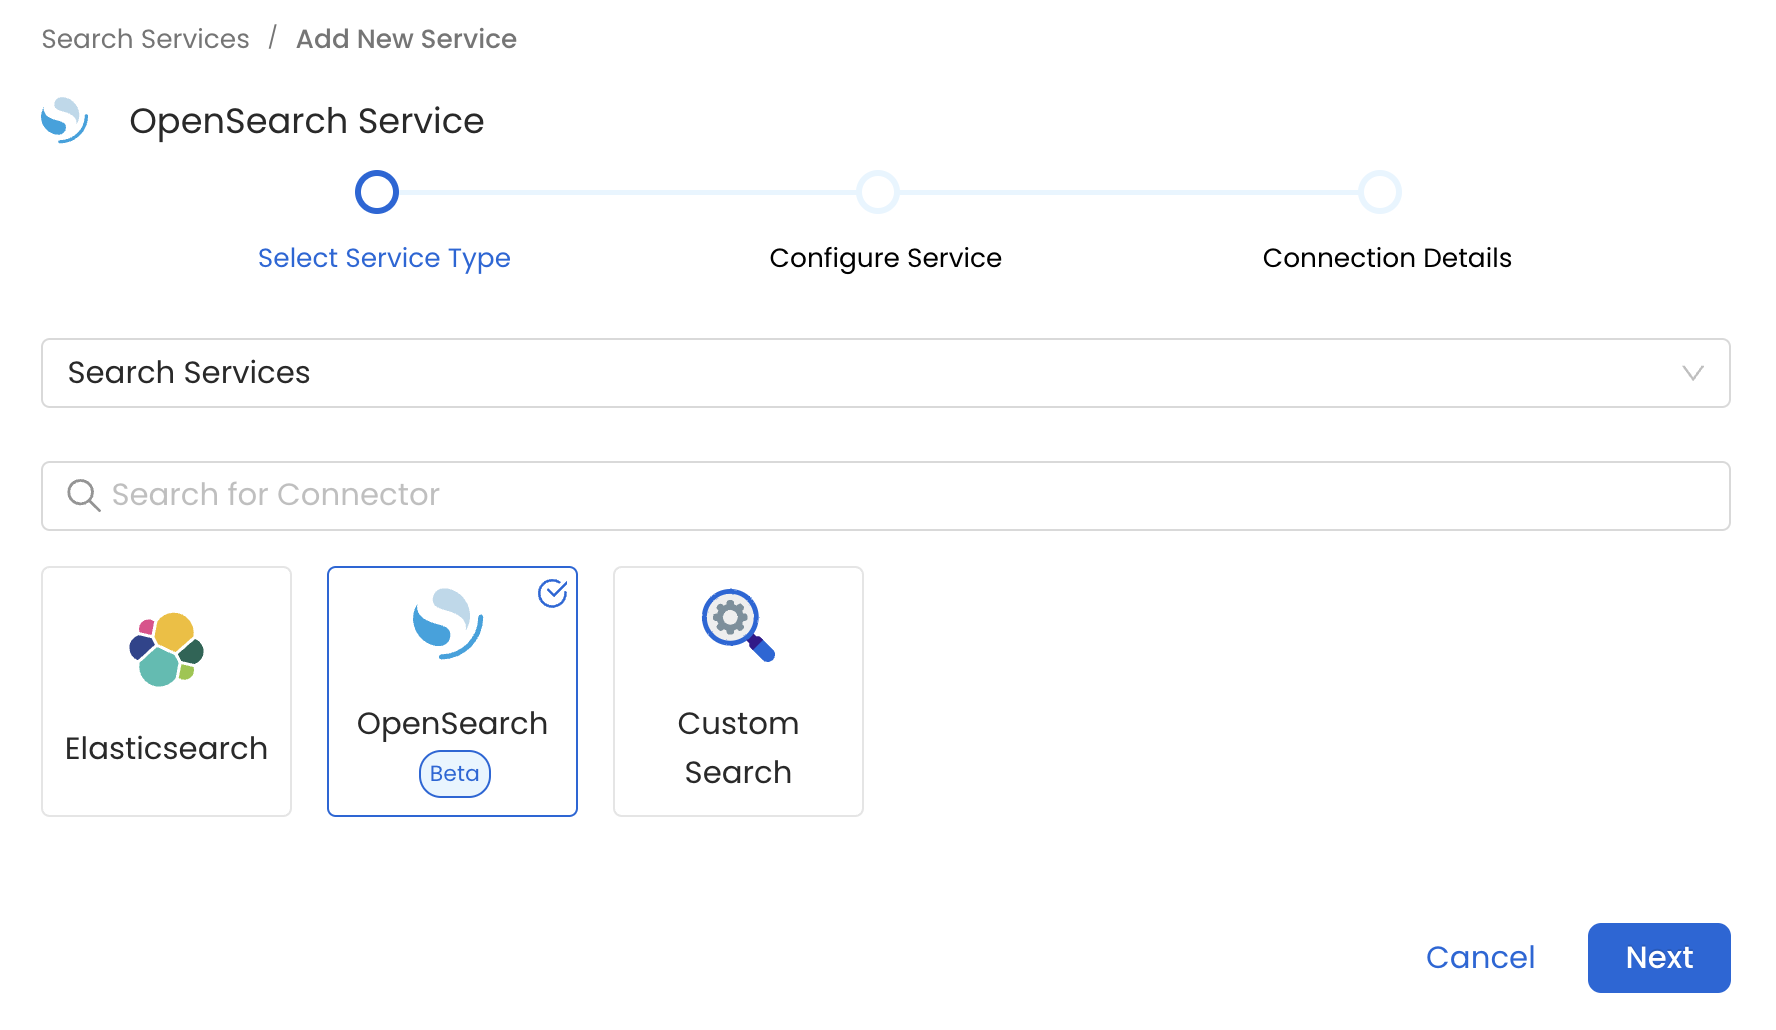 Search Services / Add New Service
OpenSearch Service
Select Service Type
Configure Service
Connection Details
Search Services
Search for Connector
Elasticsearch
OpenSearch
Beta
Custom
Search
Cancel
Next